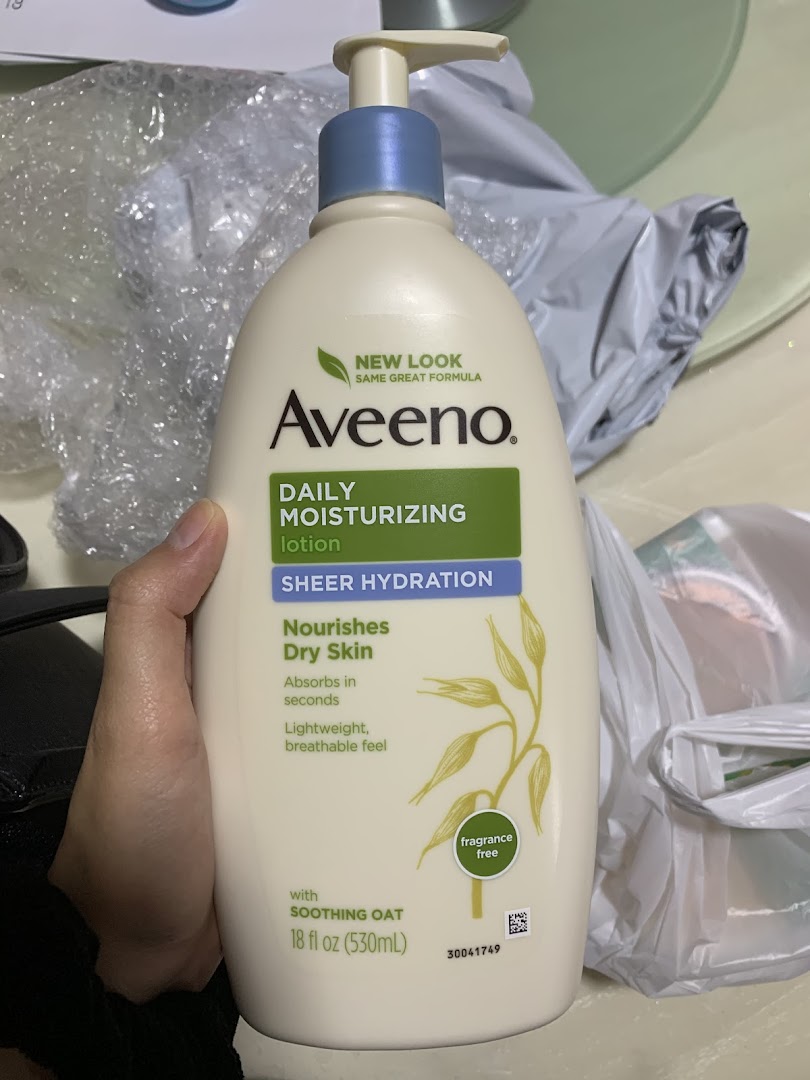 18
NEW LOOK
SAME GREAT FORMULA
Aveeno®
DAILY
MOISTURIZING
lotion
SHEER HYDRATION
Nourishes
Dry Skin
Absorbs in
seconds
Lightweight,
breathable feel
fragrance
free
with
SOOTHING OAT
18 fl oz (530mL)
30041749